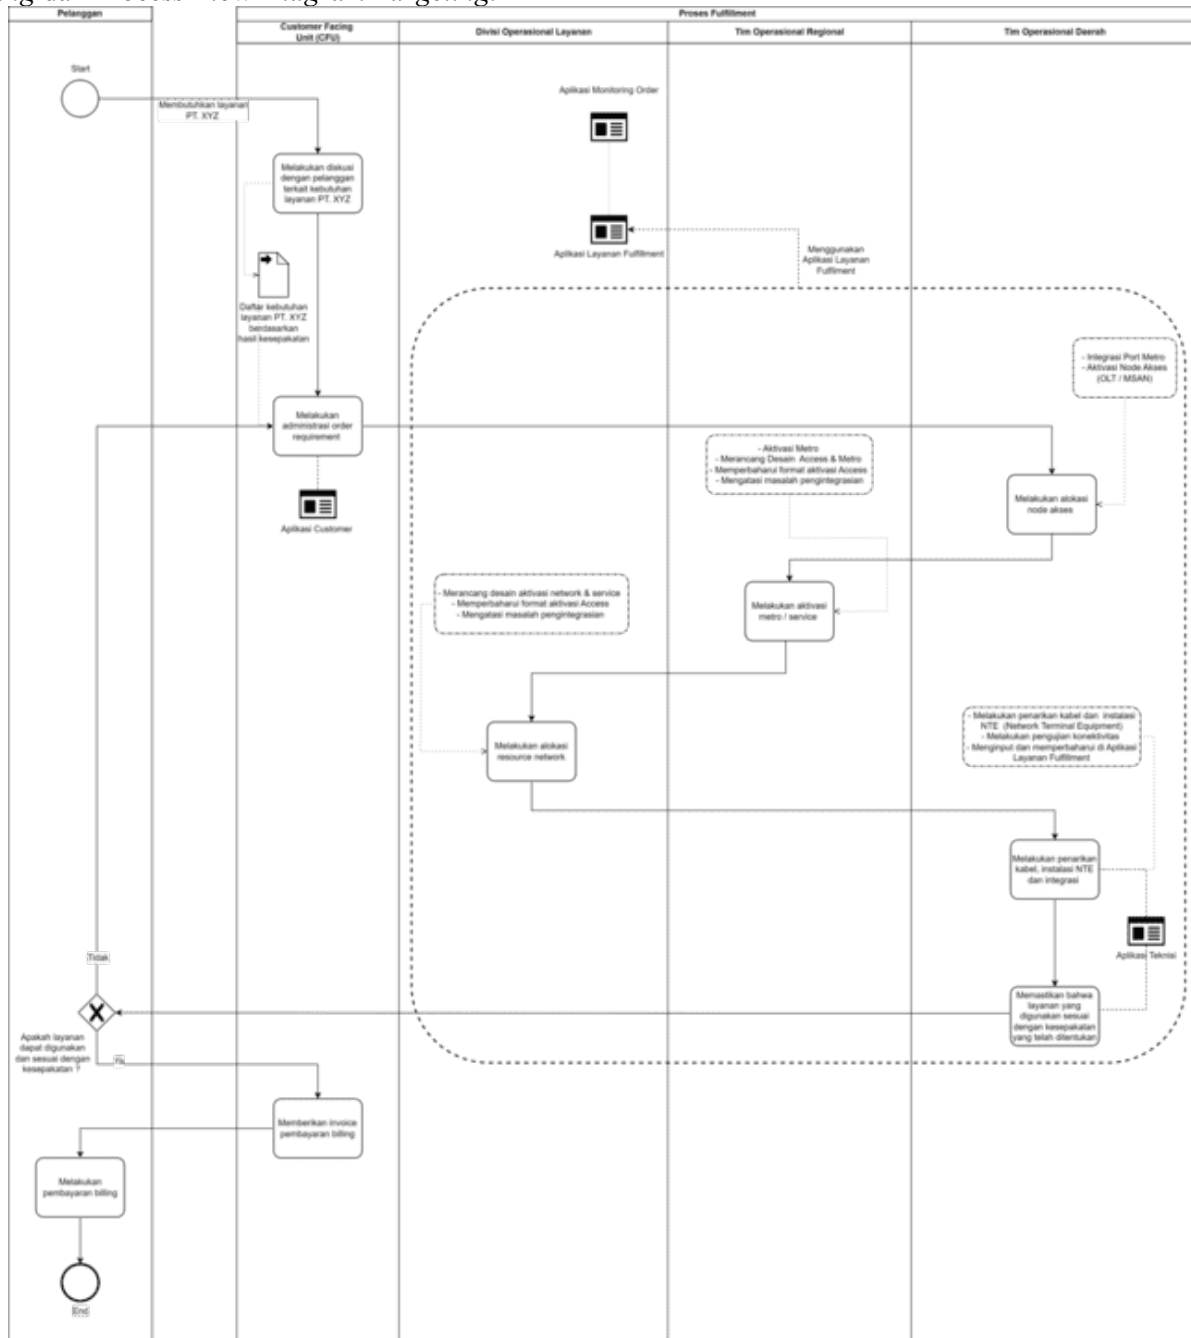 Pelanggan
Proses Fulfillment
Customer Facing
Unit (CFU)
Divisi Operasional Layanan
Tim Operasional Regional
Tim Operasional Daerah
Start
Membutuhkan layanan
PT. XYZ
Aplikasi Monitoring Order
Melakukan diskusi
dengan pelanggan
terkait kebutuhan
layanan PT. XYZ
Aplikasi Layanan Fulfillment
Menggunakan
Aplikasi Layanan
Fulfilment
Daftar kebutuhan
layanan PT. XYZ
berdasarkan
hasil kesepakatan
- Integrasi Port Metro
- Aktivasi Node Akses
(OLT / MSAN)
Melakukan
administrasi order
requirement
- Aktivasi Metro
- Merancang Desain Access & Metro
- Memperbaharui format aktivasi Access
- Mengatasi masalah pengintegrasian
Melakukan alokasi
node akses
Aplikasi Customer
- Merancang desain aktivasi network & service
- Memperbaharui format aktivasi Access
- Mengatasi masalah pengintegrasian
Melakukan aktivasi
metro / service
- Melakukan penarikan kabel dan instalasi
NTE (Network Terminal Equipment)
- Melakukan pengujian konektivitas
- Menginput dan memperbaharui di Aplikasi
Layanan Fulfillment
Melakukan alokasi
resource network
Melakukan penarikan
kabel, instalasi NTE
dan integrasi
Aplikasi Teknisi
Tidak
Memastikan bahwa
layanan yang
digunakan sesuai
dengan kesepakatan
yang telah ditentukan
Apakah layanan
dapat digunakan
dan sesuai dengan
kesepakatan ?
Ya
Memberikan invoice
pembayaran billing
Melakukan
pembayaran billing
End